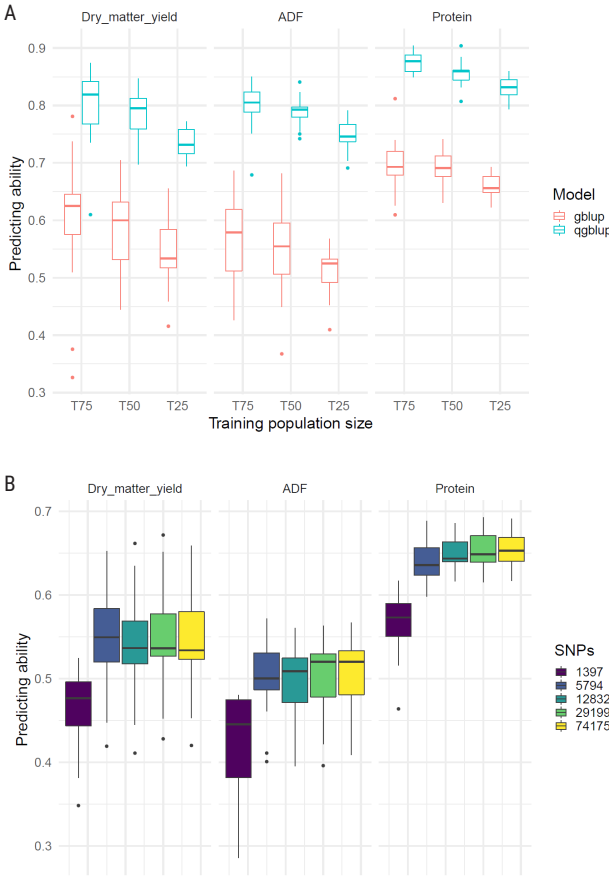 A
Dry_matter_yield ADF Protein
0.9
0.8
0.7
0.6
0.5
0.4
0.3
Predicting ability
T75 T50 T25 T75 T50 T25 T75 T50 T25
Training population size
Model
gblup
qgblup
B
Dry_matter_yield ADF Protein
0.7
0.6
0.5
0.4
0.3
Predicting ability
SNPs
1397
5794
12832
29199
74175